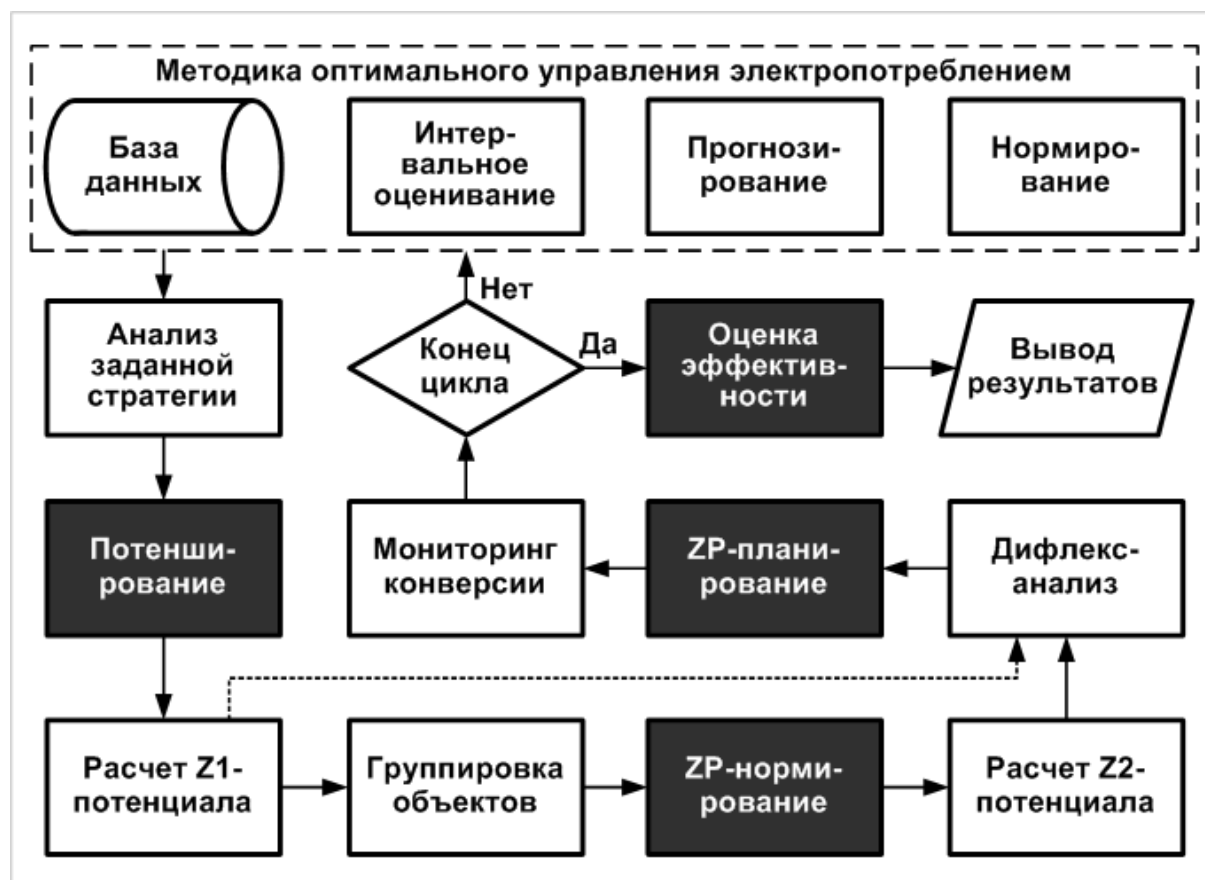 Методика оптимального управления электропотреблением
База
данных
Интер-
вальное
оценивание
Прогнози-
рование
Нормиро-
вание
Анализ
заданной
стратегии
Нет
Конец
цикла
Да
Оценка
эффектив-
ности
Вывод
результатов
Потенши-
рование
Мониторинг
конверсии
ZP-плани-
рование
Дифлекс-
анализ
Расчет Z1-
потенциала
Группировка
объектов
ZP-норми-
рование
Расчет Z2-
потенциала